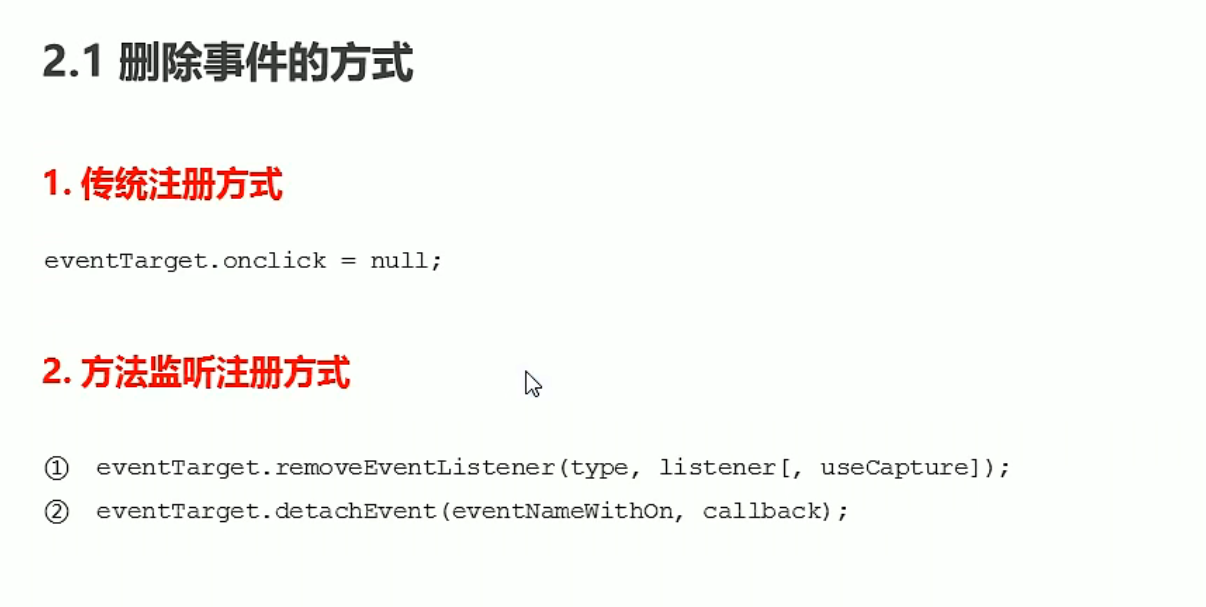 2.1 删除事件的方式
1. 传统注册方式
eventTarget.onclick = null;
2. 方法监听注册方式
① eventTarget.removeEventListener(type, listener[, useCapture]);
② eventTarget.detachEvent(eventNameWithOn, callback);